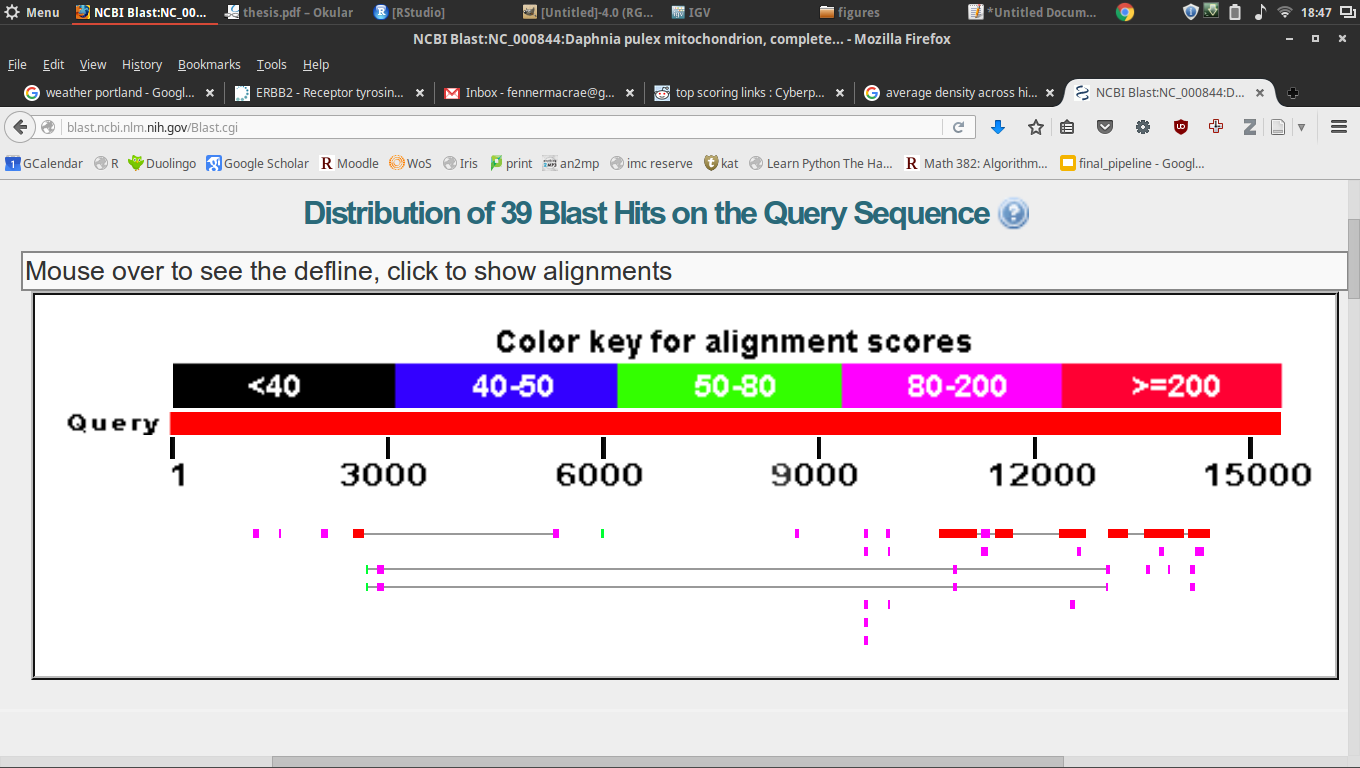 Menu NCBI Blast:NC_00... thesis.pdf – Okular [RStudio] [Untitled]-4.0 (RG... IGV figures *Untitled Docum... 18:47
NCBI Blast:NC_000844:Daphnia pulex mitochondrion, complete... - Mozilla Firefox
File Edit View History Bookmarks Tools Help
weather portland - Googl... ERBB2 - Receptor tyrosin... Inbox - fennermacrae@g... top scoring links : Cyberp... average density across hi... NCBI Blast:NC_000844:D...
blast.ncbi.nlm.nih.gov/Blast.cgi
GCalendar R Duolingo Google Scholar R Moodle WoS Iris print an2mp imc reserve kat Learn Python The Ha... R Math 382: Algorithm... final_pipeline - Googl...
Distribution of 39 Blast Hits on the Query Sequence ?
Mouse over to see the defline, click to show alignments
Color key for alignment scores
<40 40-50 50-80 80-200 >=200
Query
1 3000 6000 9000 12000 15000